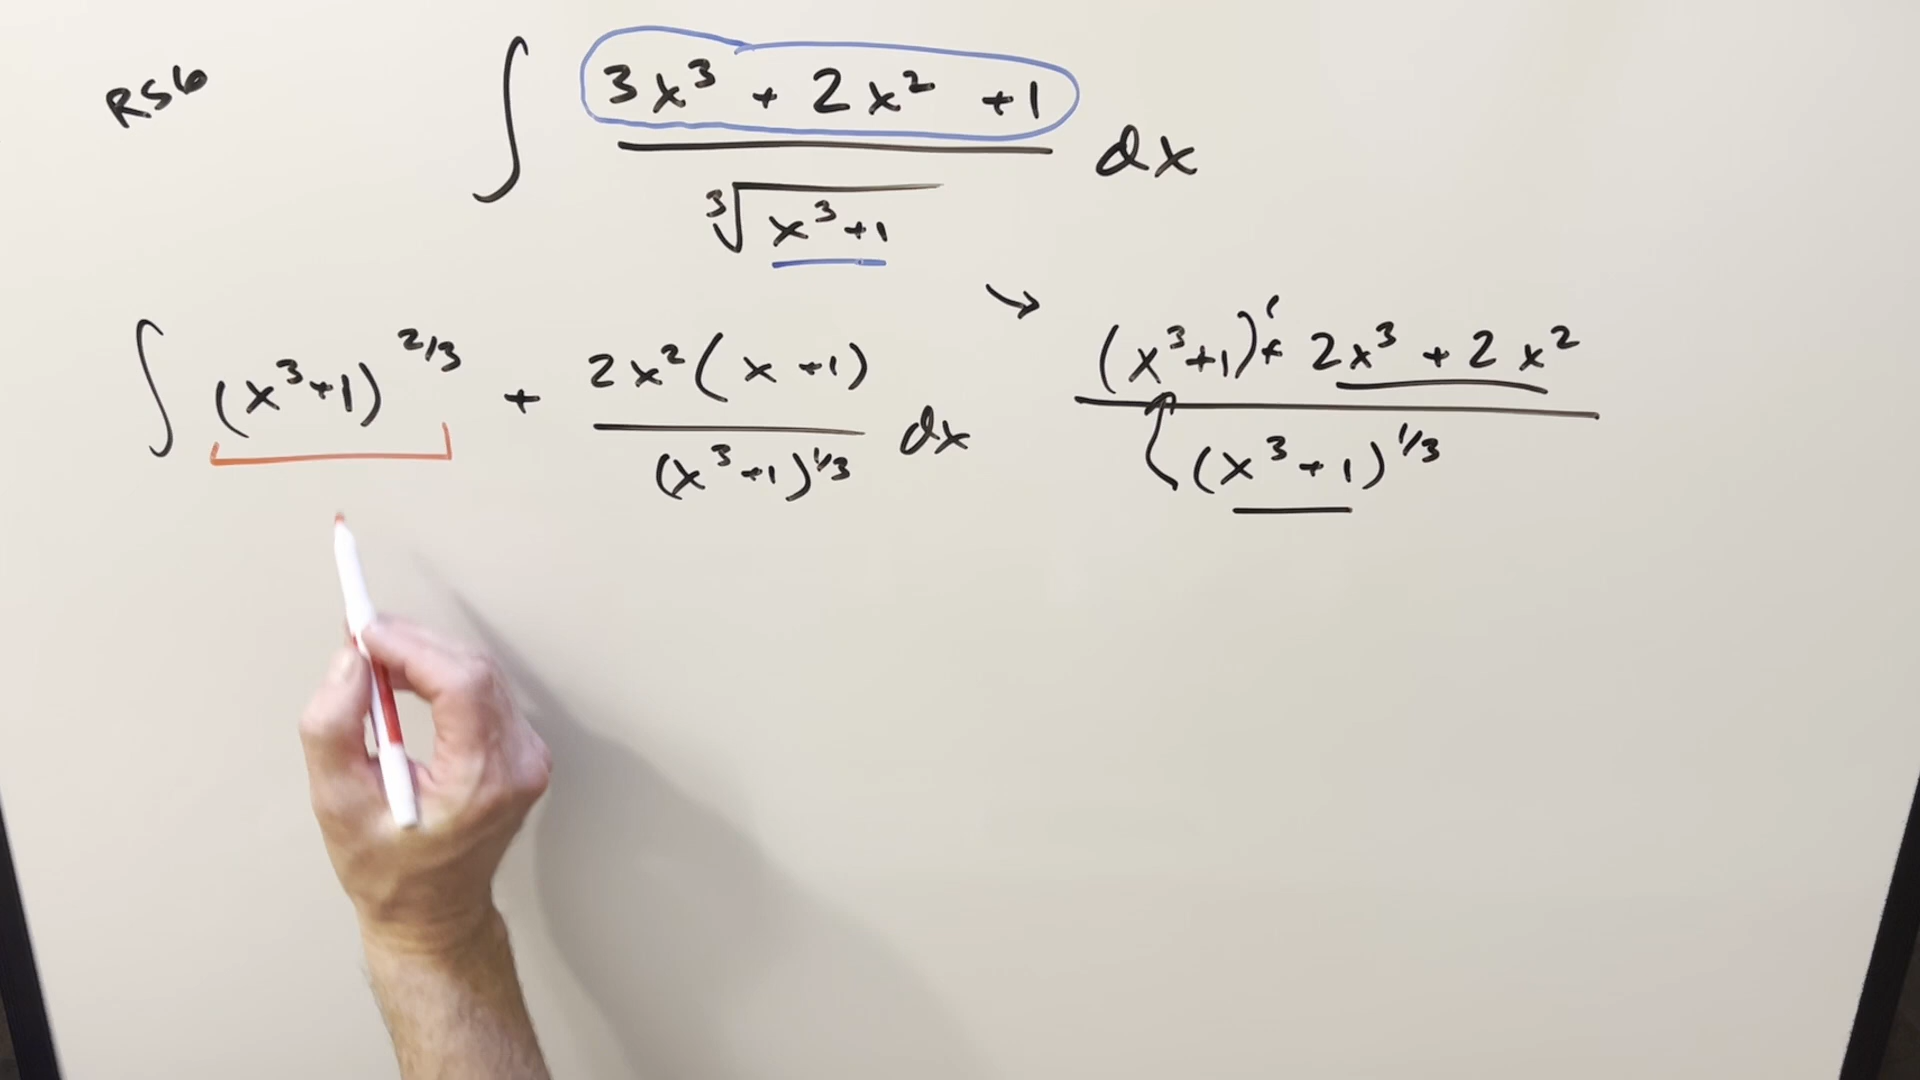 RS6
∫ (3x³ + 2x² + 1) / ∛(x³+1) dx
→ ((x³+1)¹ + 2x³ + 2x²) / (x³+1)^(1/3)
∫ (x³+1)^(2/3) + 2x²(x+1) / (x³+1)^(1/3) dx